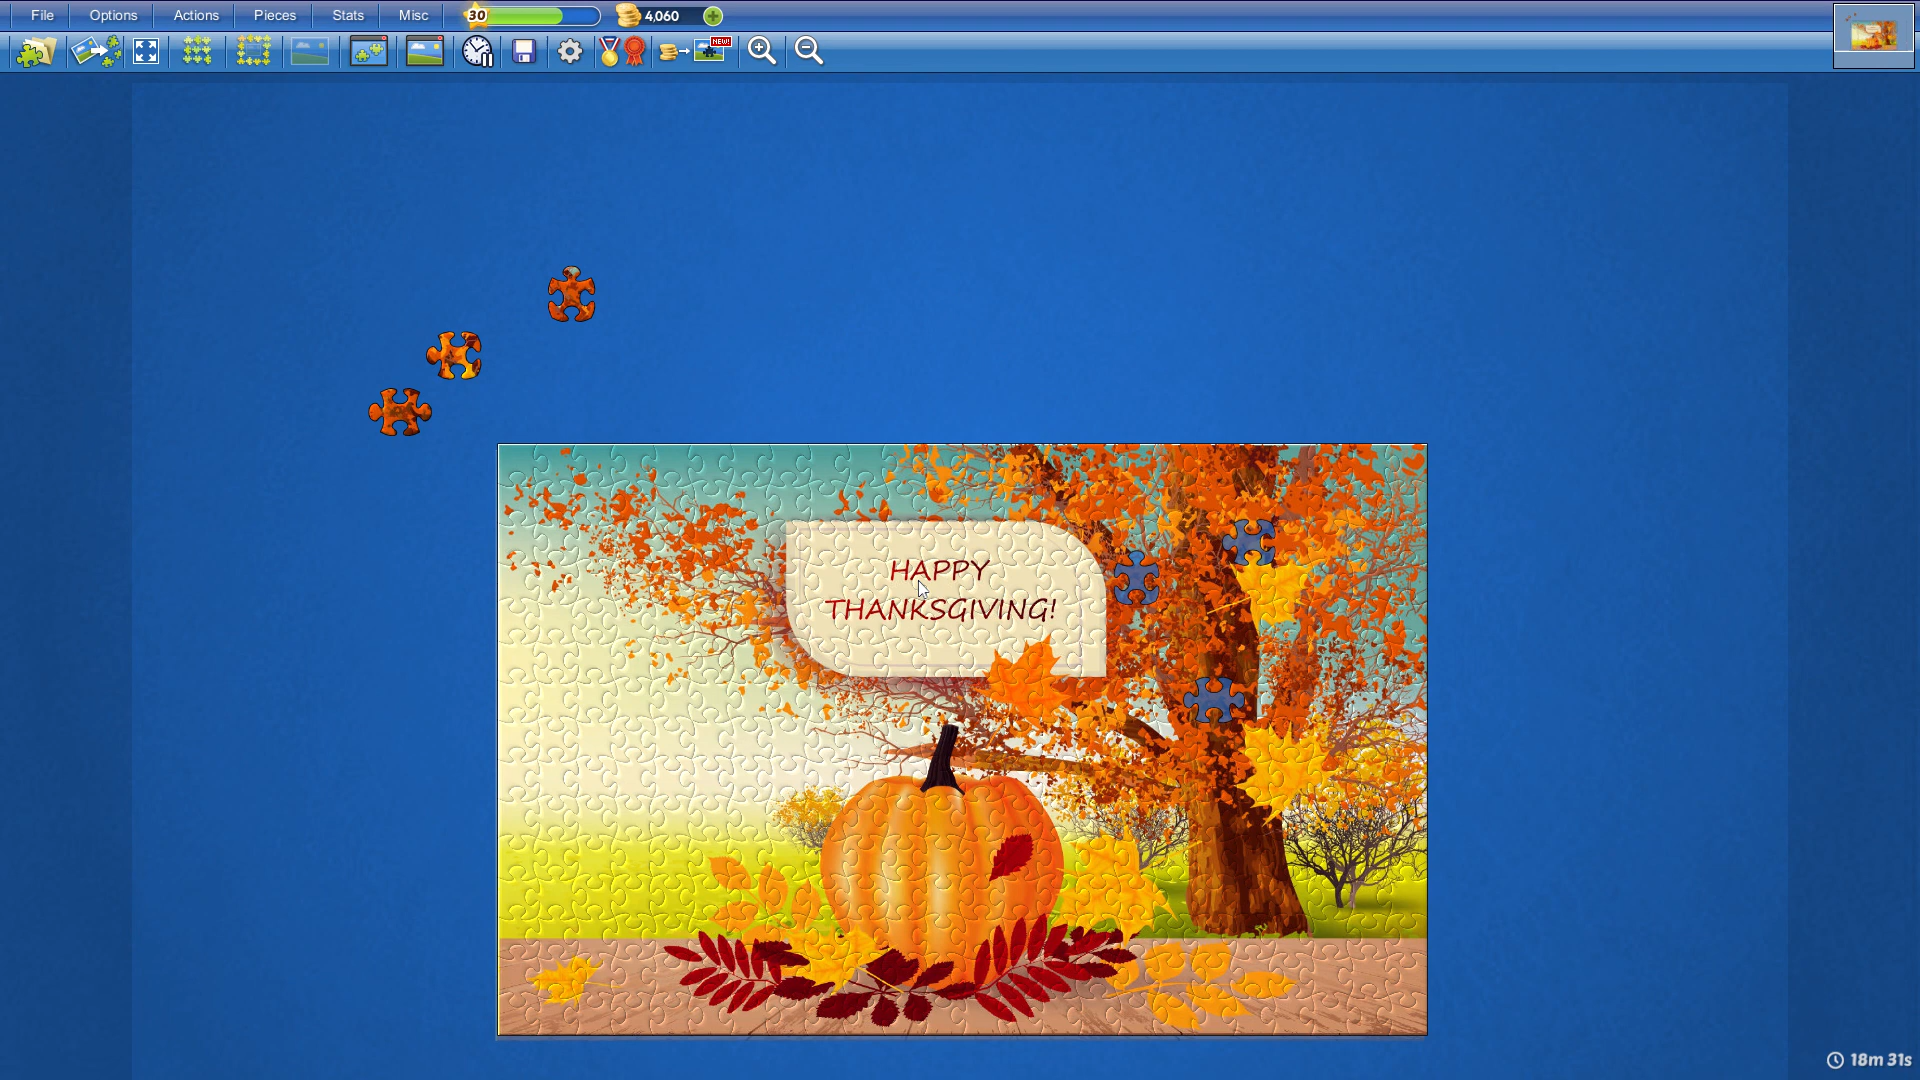 File Options Actions Pieces Stats Misc 30 4,060
NEW!
HAPPY
THANKSGIVING!
18m 31s